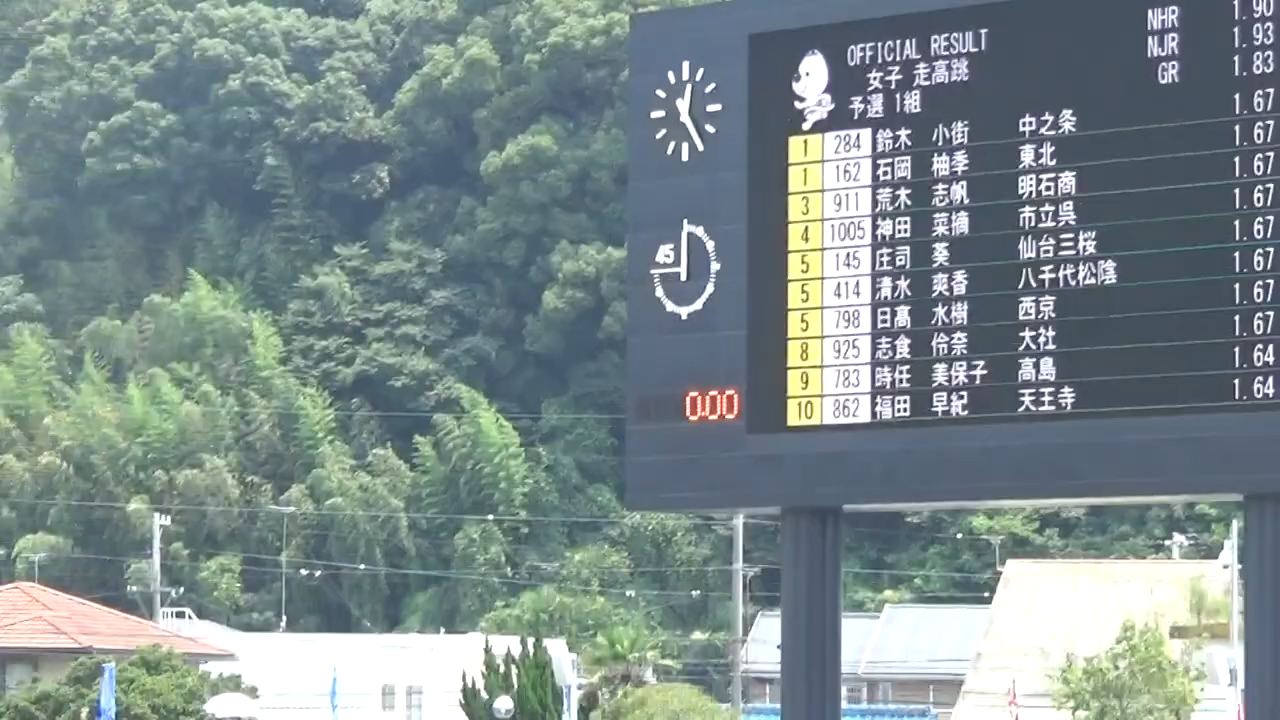 OFFICIAL RESULT
女子 走高跳
予選 1組
NHR 1.90
NJR 1.93
GR 1.83
1 284 鈴木 小街 中之条 1.67
1 162 石岡 柚季 東北 1.67
3 911 荒木 志帆 明石商 1.67
4 1005 神田 菜摘 市立呉 1.67
5 145 庄司 葵 仙台三桜 1.67
5 414 清水 爽香 八千代松陰 1.67
5 798 日髙 水樹 西京 1.67
8 925 志食 伶奈 大社 1.67
9 783 時任 美保子 高島 1.64
10 862 福田 早紀 天王寺 1.64
45
0.00